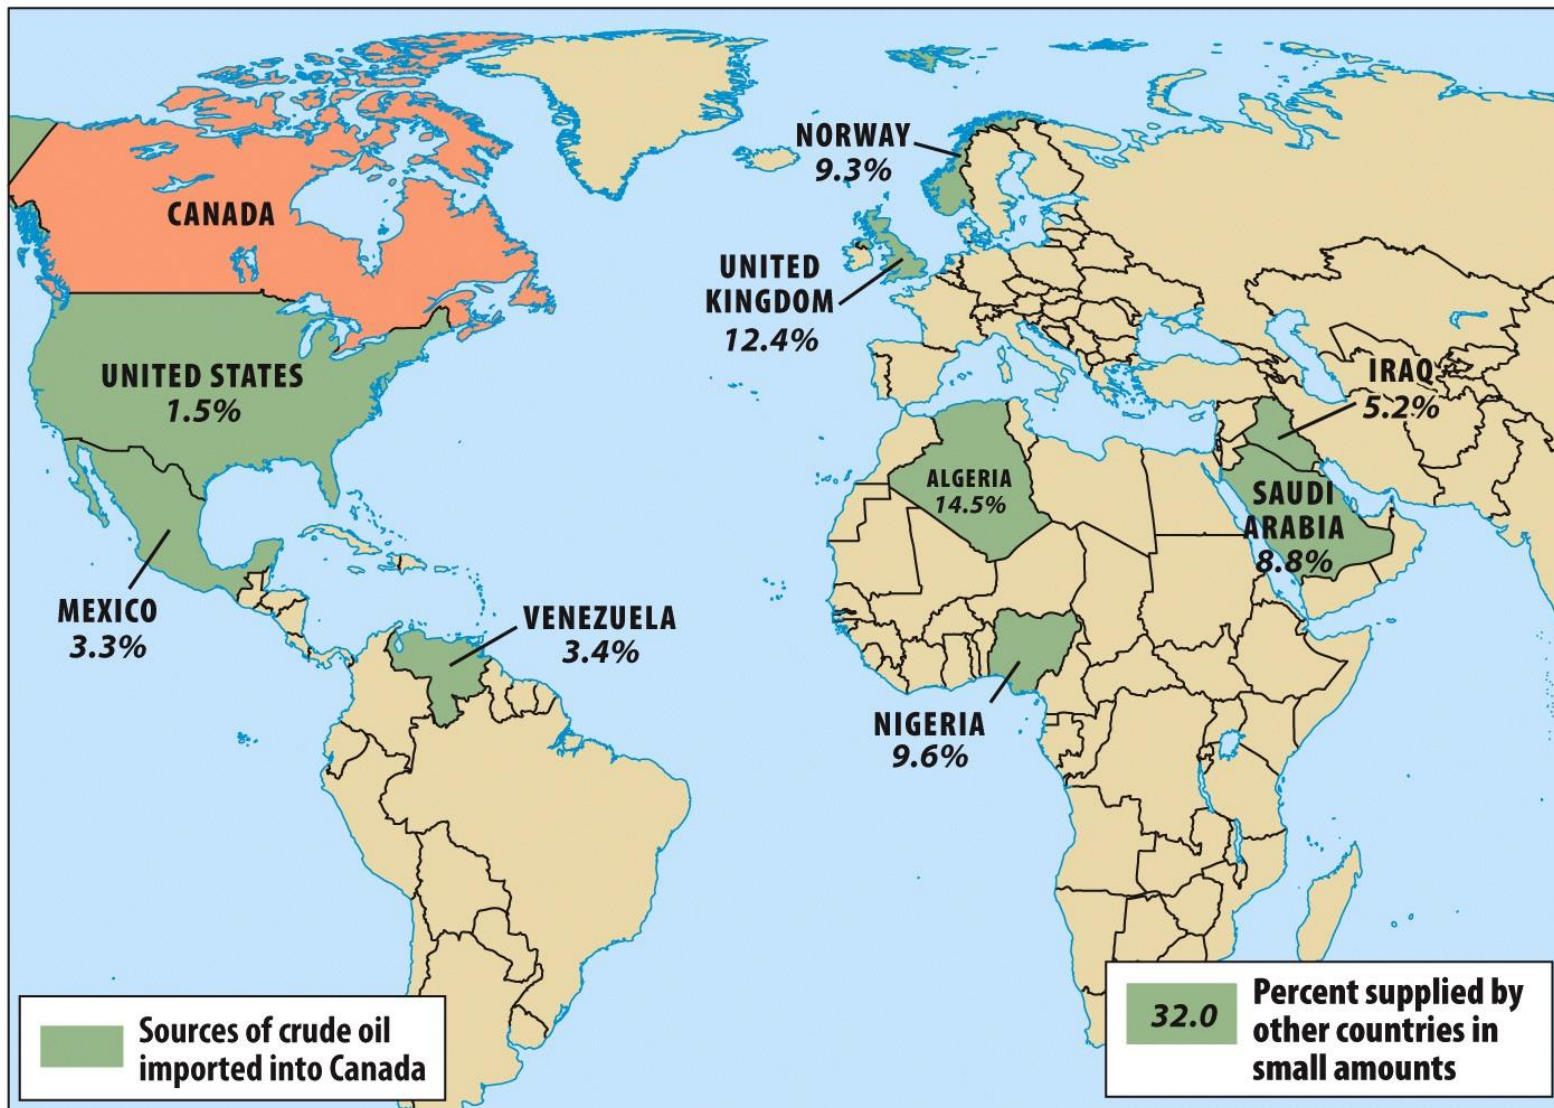 NORWAY
9.3%
CANADA
UNITED
KINGDOM
12.4%
UNITED STATES
1.5%
IRAQ
5.2%
ALGERIA
14.5%
SAUDI
ARABIA
8.8%
MEXICO
3.3%
VENEZUELA
3.4%
NIGERIA
9.6%
Sources of crude oil
imported into Canada
32.0
Percent supplied by
other countries in
small amounts